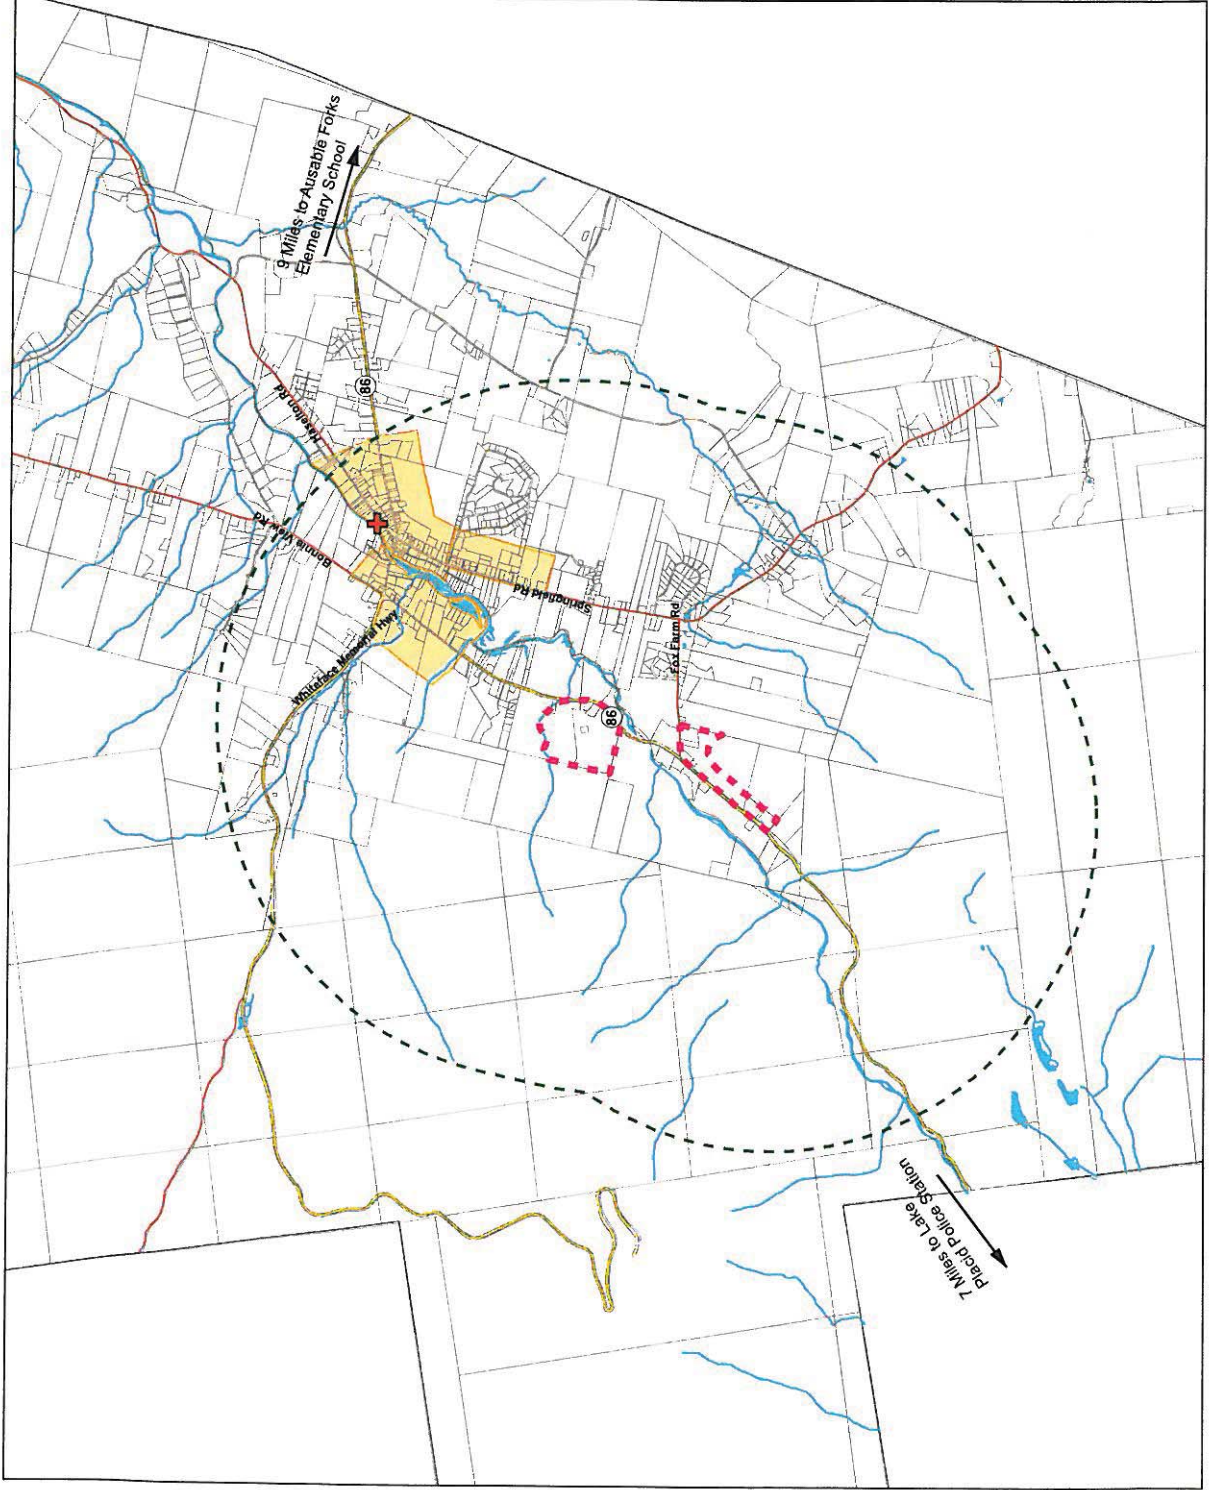 9 Miles to Ausable Forks
Elementary School
Haselton Rd
86
Bonnie View Rd
Springfield Rd
Whiteface Memorial Hwy
Fox Farm Rd
86
7 Miles to Lake
Placid Police Station